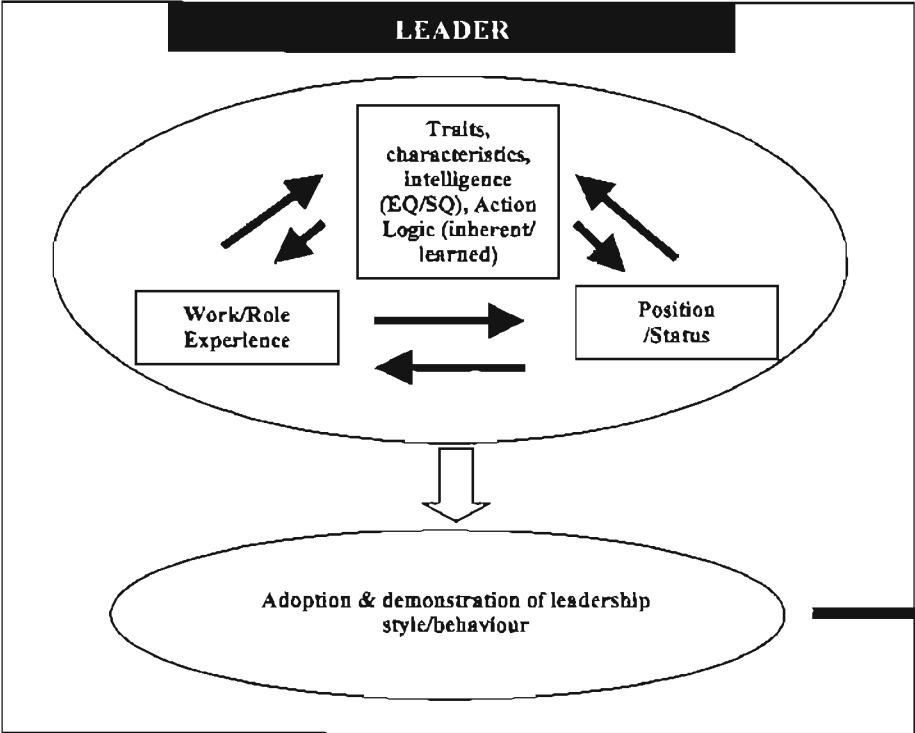 LEADER
Traits,
characteristics,
intelligence
(EQ/SQ), Action
Logic (inherent/
learned)
Work/Role
Experience
Position
/Status
Adoption & demonstration of leadership
style/behaviour